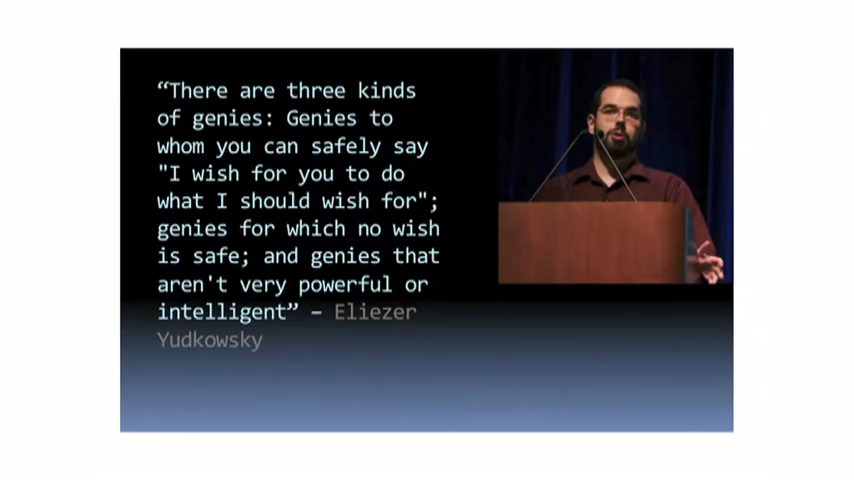 “There are three kinds
of genies: Genies to
whom you can safely say
"I wish for you to do
what I should wish for";
genies for which no wish
is safe; and genies that
aren't very powerful or
intelligent” – Eliezer
Yudkowsky